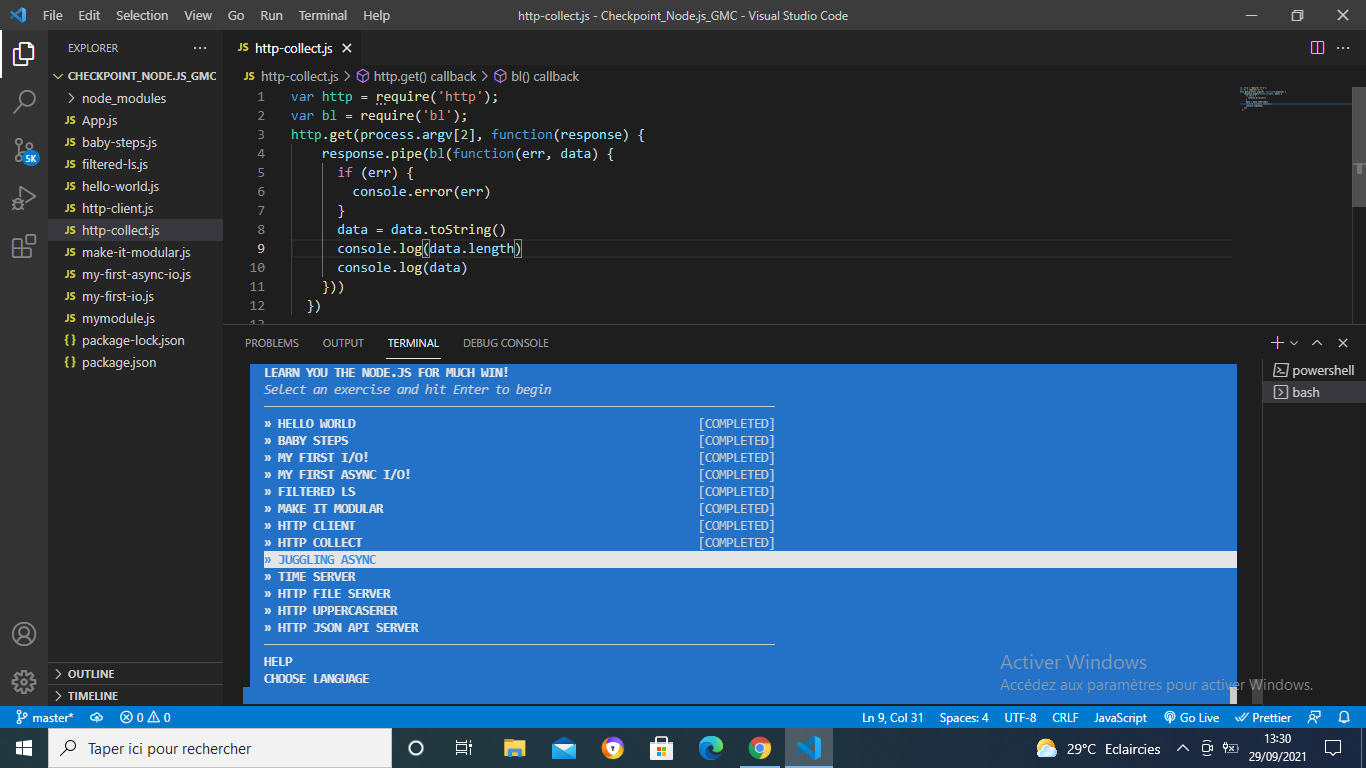 File Edit Selection View Go Run Terminal Help http-collect.js - Checkpoint_Node.js_GMC - Visual Studio Code
EXPLORER
CHECKPOINT_NODE.JS_GMC
node_modules
JS App.js
JS baby-steps.js
JS filtered-ls.js
JS hello-world.js
JS http-client.js
JS http-collect.js
JS make-it-modular.js
JS my-first-async-io.js
JS my-first-io.js
JS mymodule.js
{} package-lock.json
{} package.json
OUTLINE
TIMELINE
5K
JS http-collect.js
JS http-collect.js > http.get() callback > bl() callback
1 var http = require('http');
2 var bl = require('bl');
3 http.get(process.argv[2], function(response) {
4 response.pipe(bl(function(err, data) {
5 if (err) {
6 console.error(err)
7 }
8 data = data.toString()
9 console.log(data.length)
10 console.log(data)
11 }))
12 })
PROBLEMS OUTPUT TERMINAL DEBUG CONSOLE
powershell
bash
LEARN YOU THE NODE.JS FOR MUCH WIN!
Select an exercise and hit Enter to begin
» HELLO WORLD [COMPLETED]
» BABY STEPS [COMPLETED]
» MY FIRST I/O! [COMPLETED]
» MY FIRST ASYNC I/O! [COMPLETED]
» FILTERED LS [COMPLETED]
» MAKE IT MODULAR [COMPLETED]
» HTTP CLIENT [COMPLETED]
» HTTP COLLECT [COMPLETED]
» JUGGLING ASYNC
» TIME SERVER
» HTTP FILE SERVER
» HTTP UPPERCASERER
» HTTP JSON API SERVER
HELP
CHOOSE LANGUAGE
Activer Windows
Accédez aux paramètres pour activer Windows.
master* 0 0 Ln 9, Col 31 Spaces: 4 UTF-8 CRLF JavaScript Go Live Prettier
Taper ici pour rechercher
29°C Eclaircies
13:30
29/09/2021